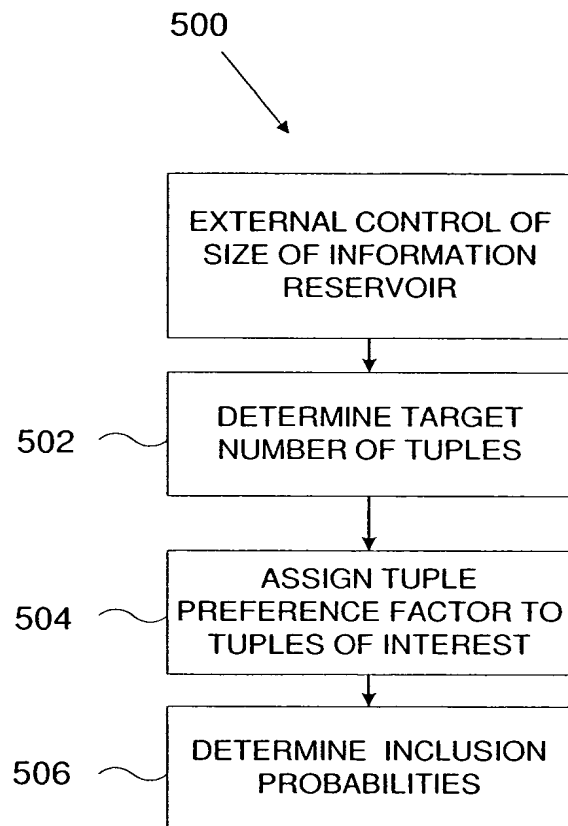 500
EXTERNAL CONTROL OF
SIZE OF INFORMATION
RESERVOIR
502
DETERMINE TARGET
NUMBER OF TUPLES
504
ASSIGN TUPLE
PREFERENCE FACTOR TO
TUPLES OF INTEREST
506
DETERMINE INCLUSION
PROBABILITIES